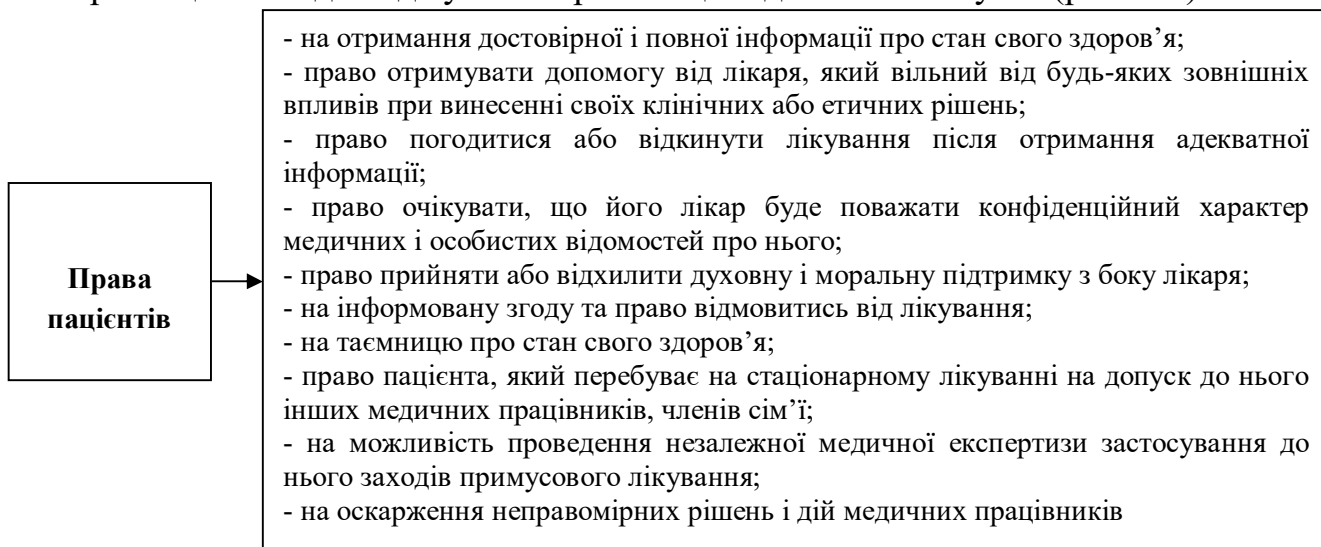 - на отримання достовірної і повної інформації про стан свого здоров’я;
- право отримувати допомогу від лікаря, який вільний від будь-яких зовнішніх
впливів при винесенні своїх клінічних або етичних рішень;
- право погодитися або відкинути лікування після отримання адекватної
інформації;
- право очікувати, що його лікар буде поважати конфіденційний характер
медичних і особистих відомостей про нього;
- право прийняти або відхилити духовну і моральну підтримку з боку лікаря;
- на інформовану згоду та право відмовитись від лікування;
- на таємницю про стан свого здоров’я;
- право пацієнта, який перебуває на стаціонарному лікуванні на допуск до нього
інших медичних працівників, членів сім’ї;
- на можливість проведення незалежної медичної експертизи застосування до
нього заходів примусового лікування;
- на оскарження неправомірних рішень і дій медичних працівників
Права
пацієнтів